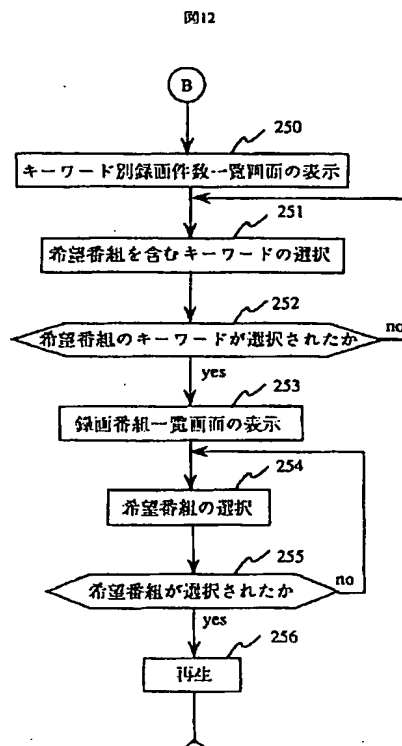 図12
B
250
キーワード別録画件数一覧画面の表示
251
希望番組を含むキーワードの選択
252
希望番組のキーワードが選択されたか
no
yes
253
録画番組一覧画面の表示
254
希望番組の選択
255
希望番組が選択されたか
no
yes
256
再生